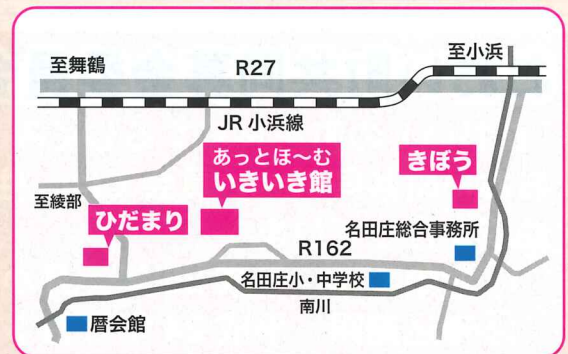 至舞鶴
R27
至小浜
JR 小浜線
あっとほ〜む
いきいき館
きぼう
至綾部
ひだまり
名田庄総合事務所
R162
名田庄小・中学校
南川
暦会館